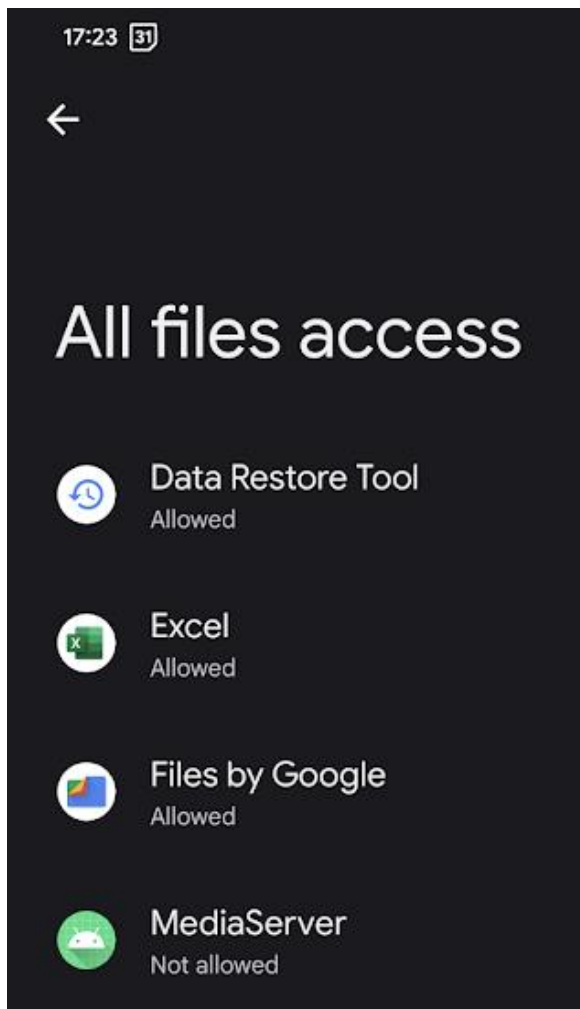 17:23 31
All files access
Data Restore Tool
Allowed
Excel
Allowed
Files by Google
Allowed
MediaServer
Not allowed